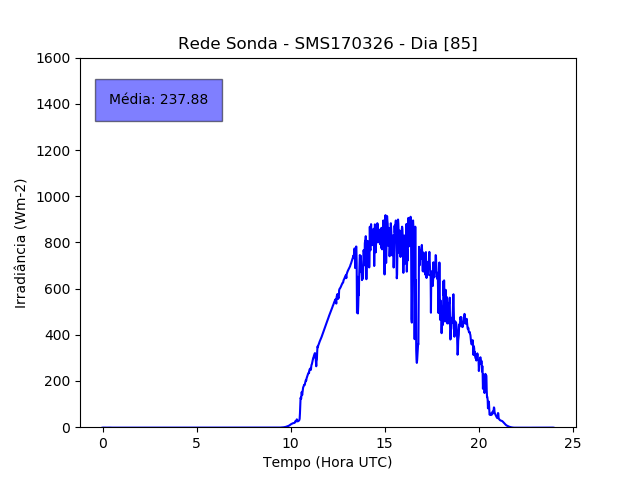 Rede Sonda - SMS170326 - Dia [85]
1600
1400
1200
1000
800
600
400
200
0
Média: 237.88
Irradiância (Wm-2)
0 5 10 15 20 25
Tempo (Hora UTC)